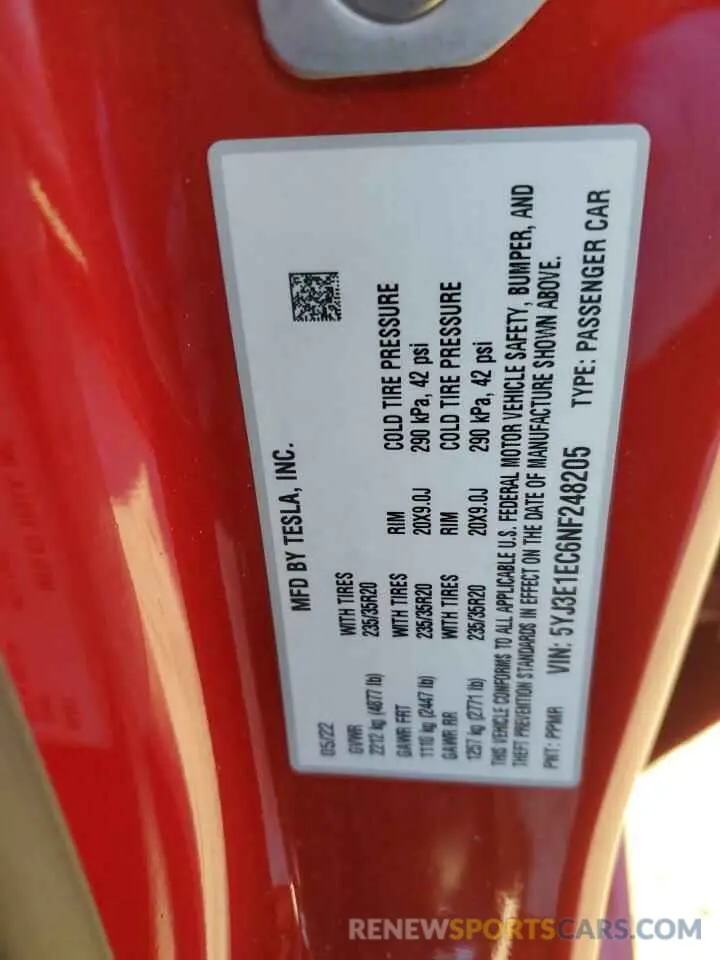 MFD BY TESLA, INC.
05/22
GVWR WITH TIRES
2212 kg (4877 lb) 235/35R20
GAWR FRT WITH TIRES RIM COLD TIRE PRESSURE
1110 kg (2447 lb) 235/35R20 20X9.0J 290 kPa, 42 psi
GAWR RR WITH TIRES RIM COLD TIRE PRESSURE
1257 kg (2771 lb) 235/35R20 20X9.0J 290 kPa, 42 psi
THIS VEHICLE CONFORMS TO ALL APPLICABLE U.S. FEDERAL MOTOR VEHICLE SAFETY, BUMPER, AND
THEFT PREVENTION STANDARDS IN EFFECT ON THE DATE OF MANUFACTURE SHOWN ABOVE.
PNT: PPMR VIN: 5YJ3E1EC6NF248205 TYPE: PASSENGER CAR
RENEWSPORTSCARS.COM